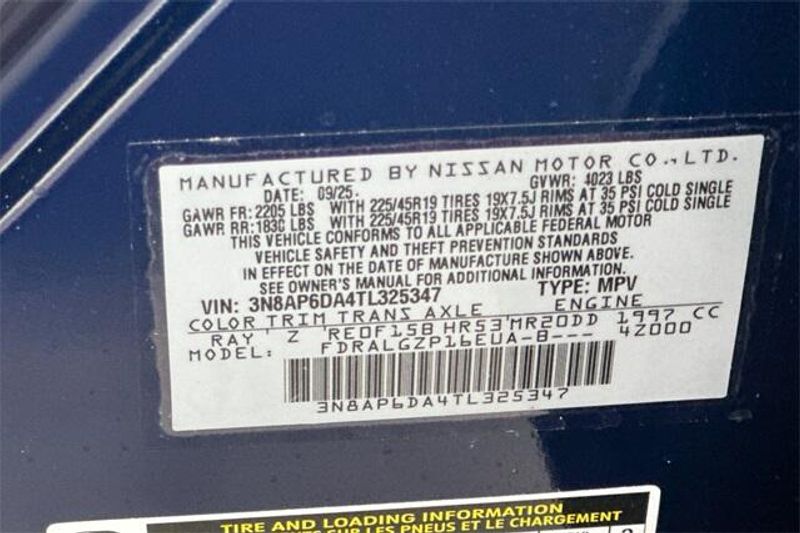 MANUFACTURED BY NISSAN MOTOR CO.,LTD.
DATE: 09/25. GVWR: 4023 LBS
GAWR FR: 2205 LBS WITH 225/45R19 TIRES 19X7.5J RIMS AT 35 PSI COLD SINGLE
GAWR RR: 1830 LBS WITH 225/45R19 TIRES 19X7.5J RIMS AT 35 PSI COLD SINGLE
THIS VEHICLE CONFORMS TO ALL APPLICABLE FEDERAL MOTOR
VEHICLE SAFETY AND THEFT PREVENTION STANDARDS
IN EFFECT ON THE DATE OF MANUFACTURE SHOWN ABOVE.
SEE OWNER'S MANUAL FOR ADDITIONAL INFORMATION.
VIN: 3N8AP6DA4TL325347 TYPE: MPV
COLOR TRIM TRANS AXLE ENGINE
RAY Z RE0F15B HR53 MR20DD 1997 CC
MODEL: FDRALGZP16EUA-B--- 4Z000
3N8AP6DA4TL325347
TIRE AND LOADING INFORMATION
SUR LES PNEUS ET LE CHARGEMENT